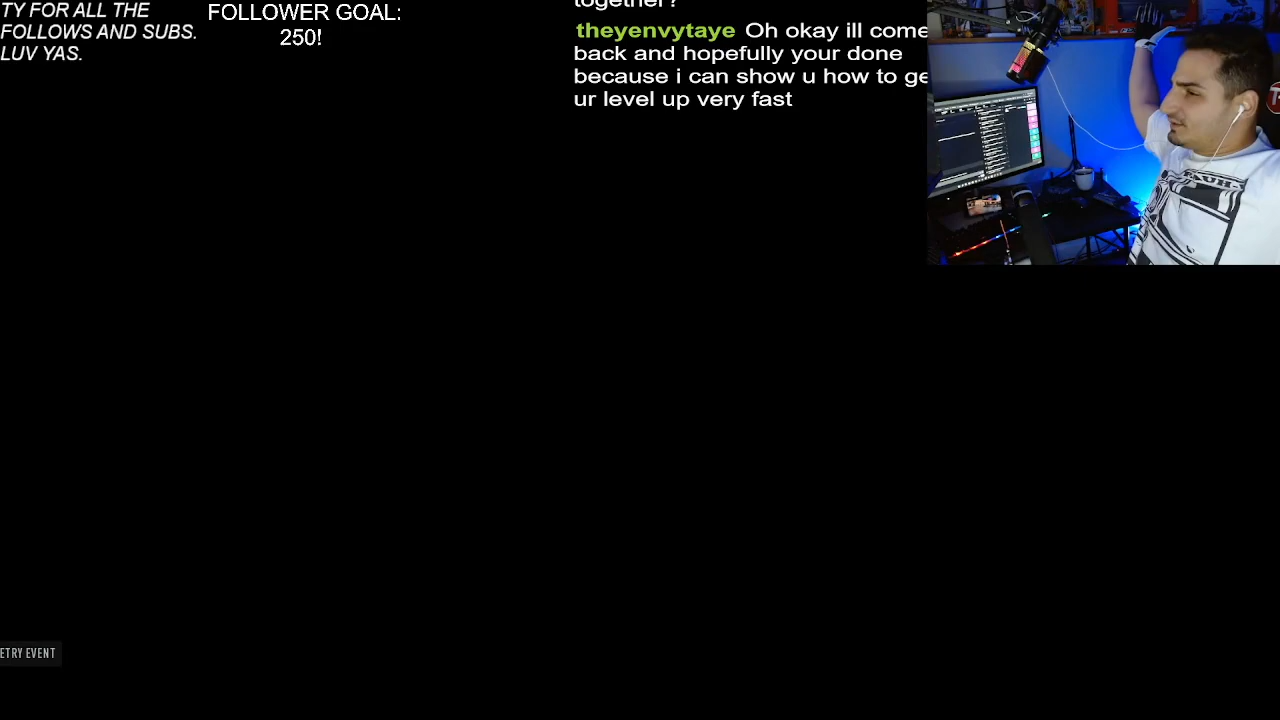 TY FOR ALL THE
FOLLOWS AND SUBS.
LUV YAS.
FOLLOWER GOAL:
250!
together?
theyenvytaye Oh okay ill come
back and hopefully your done
because i can show u how to ge
ur level up very fast
ETRY EVENT